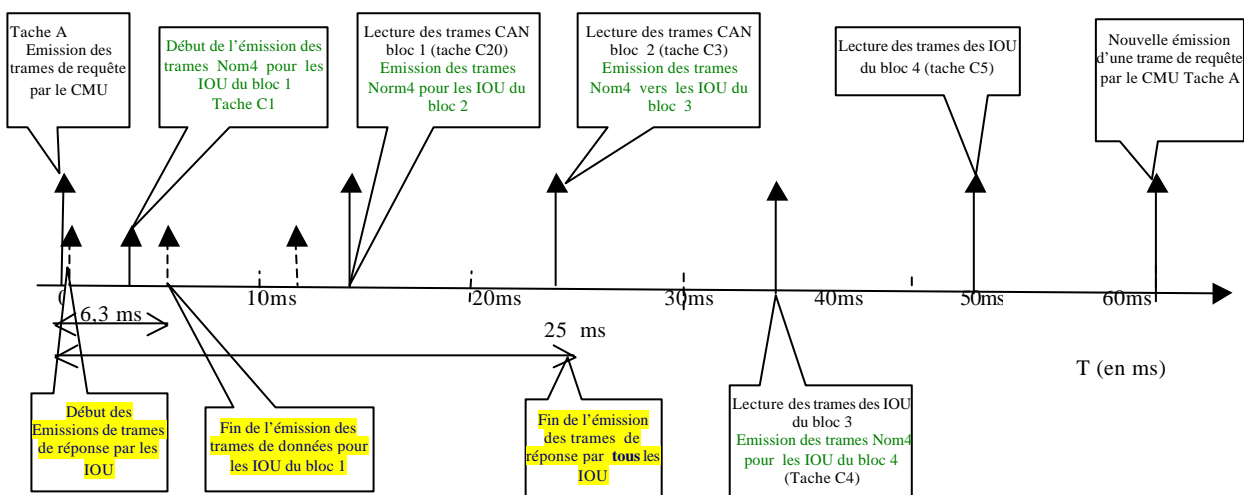 Tache A
Emission des
trames de requête
par le CMU
Début de l'émission des
trames Nom4 pour les
IOU du bloc 1
Tache C1
Lecture des trames CAN
bloc 1 (tache C20)
Emission des trames
Norm4 pour les IOU du
bloc 2
Lecture des trames CAN
bloc 2 (tache C3)
Emission des trames
Nom4 vers les IOU du
bloc 3
Lecture des trames des IOU
du bloc 4 (tache C5)
Nouvelle émission
d'une trame de requête
par le CMU Tache A
0
10ms
20ms
30ms
40ms
50ms
60ms
6,3 ms
25 ms
T (en ms)
Début des
Emissions de trames
de réponse par les
IOU
Fin de l'émission des
trames de données pour
les IOU du bloc 1
Fin de l'émission
des trames de
réponse par tous les
IOU
Lecture des trames des IOU
du bloc 3
Emission des trames Nom4
pour les IOU du bloc 4
(Tache C4)